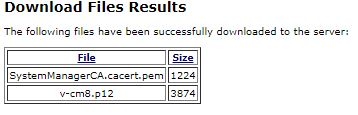 Download Files Results
The following files have been successfully downloaded to the server:
File Size
SystemManagerCA.cacert.pem 1224
v-cm8.p12 3874